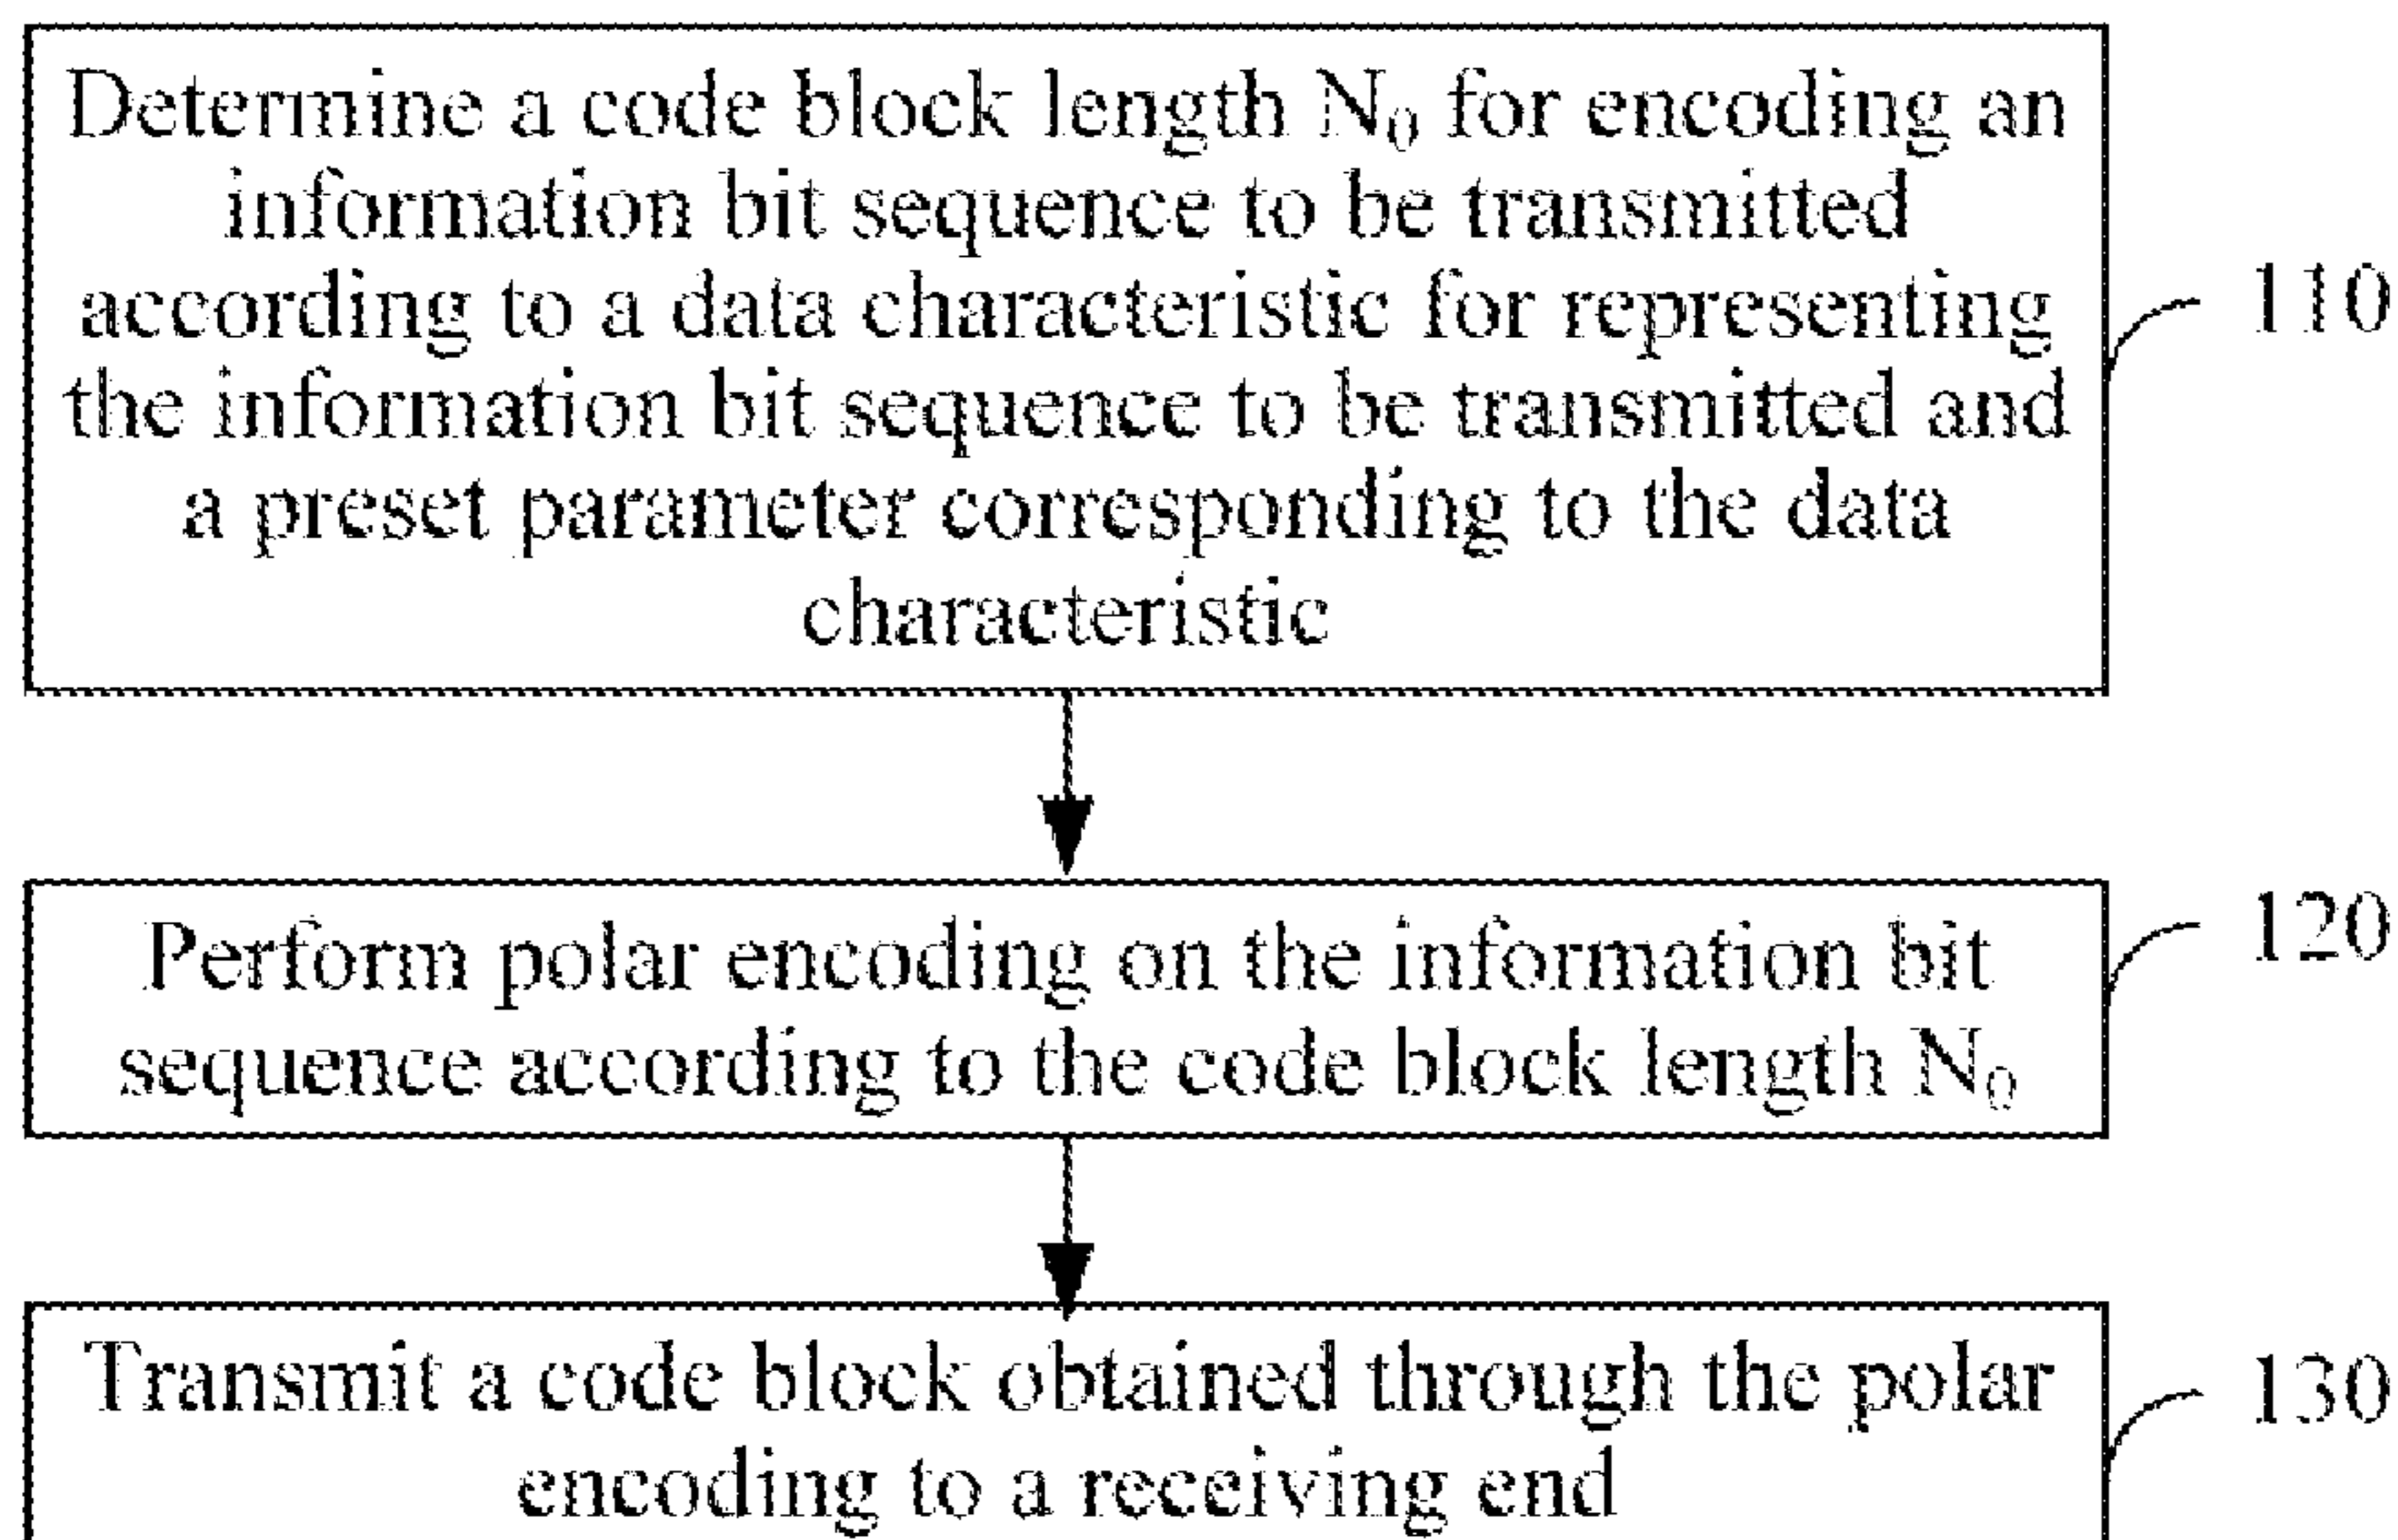 Determine a code block length N₀ for encoding an
information bit sequence to be transmitted
according to a data characteristic for representing
the information bit sequence to be transmitted and
a preset parameter corresponding to the data
characteristic
110
Perform polar encoding on the information bit
sequence according to the code block length N₀
120
Transmit a code block obtained through the polar
encoding to a receiving end
130